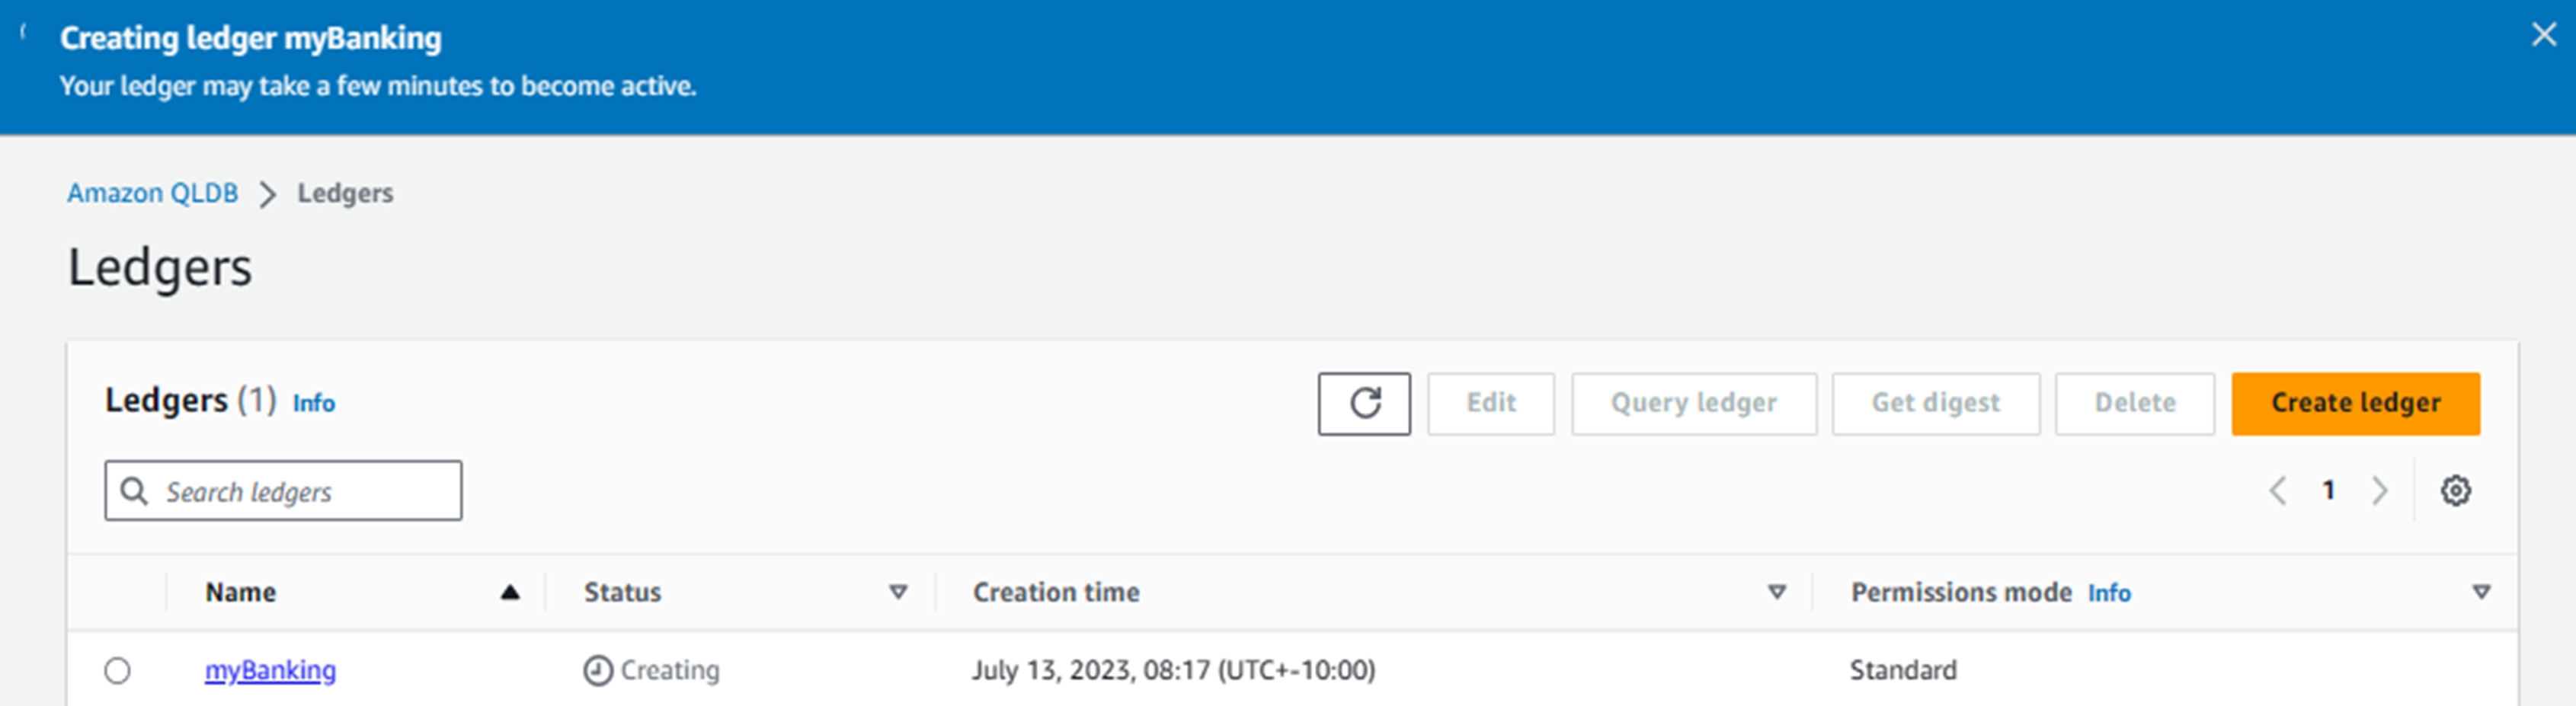 Creating ledger myBanking
Your ledger may take a few minutes to become active.
Amazon QLDB > Ledgers
Ledgers
Ledgers (1) Info
Edit
Query ledger
Get digest
Delete
Create ledger
Search ledgers
1
Name Status Creation time Permissions mode Info
myBanking Creating July 13, 2023, 08:17 (UTC+-10:00) Standard